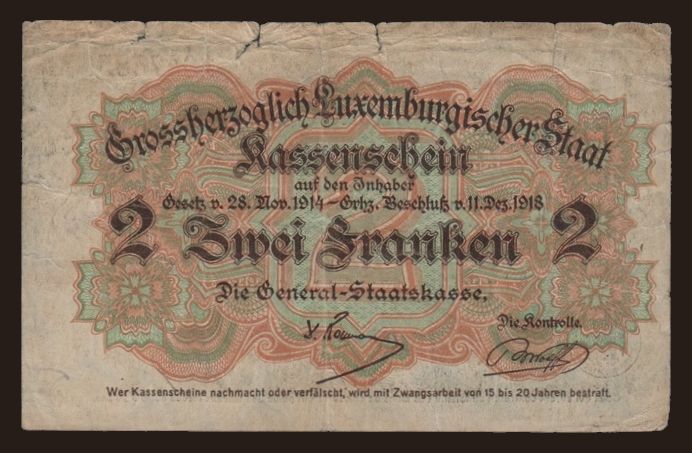 Grossherzoglich Luxemburgischer Staat
Kassenschein
auf den Inhaber
Gesetz v. 28. Nov. 1914 – Grhz. Beschluß v. 11. Dez. 1918
2 Zwei Franken 2
Die General-Staatskasse,
Die Kontrolle.
Wer Kassenscheine nachmacht oder verfälscht, wird mit Zwangsarbeit von 15 bis 20 Jahren bestraft.